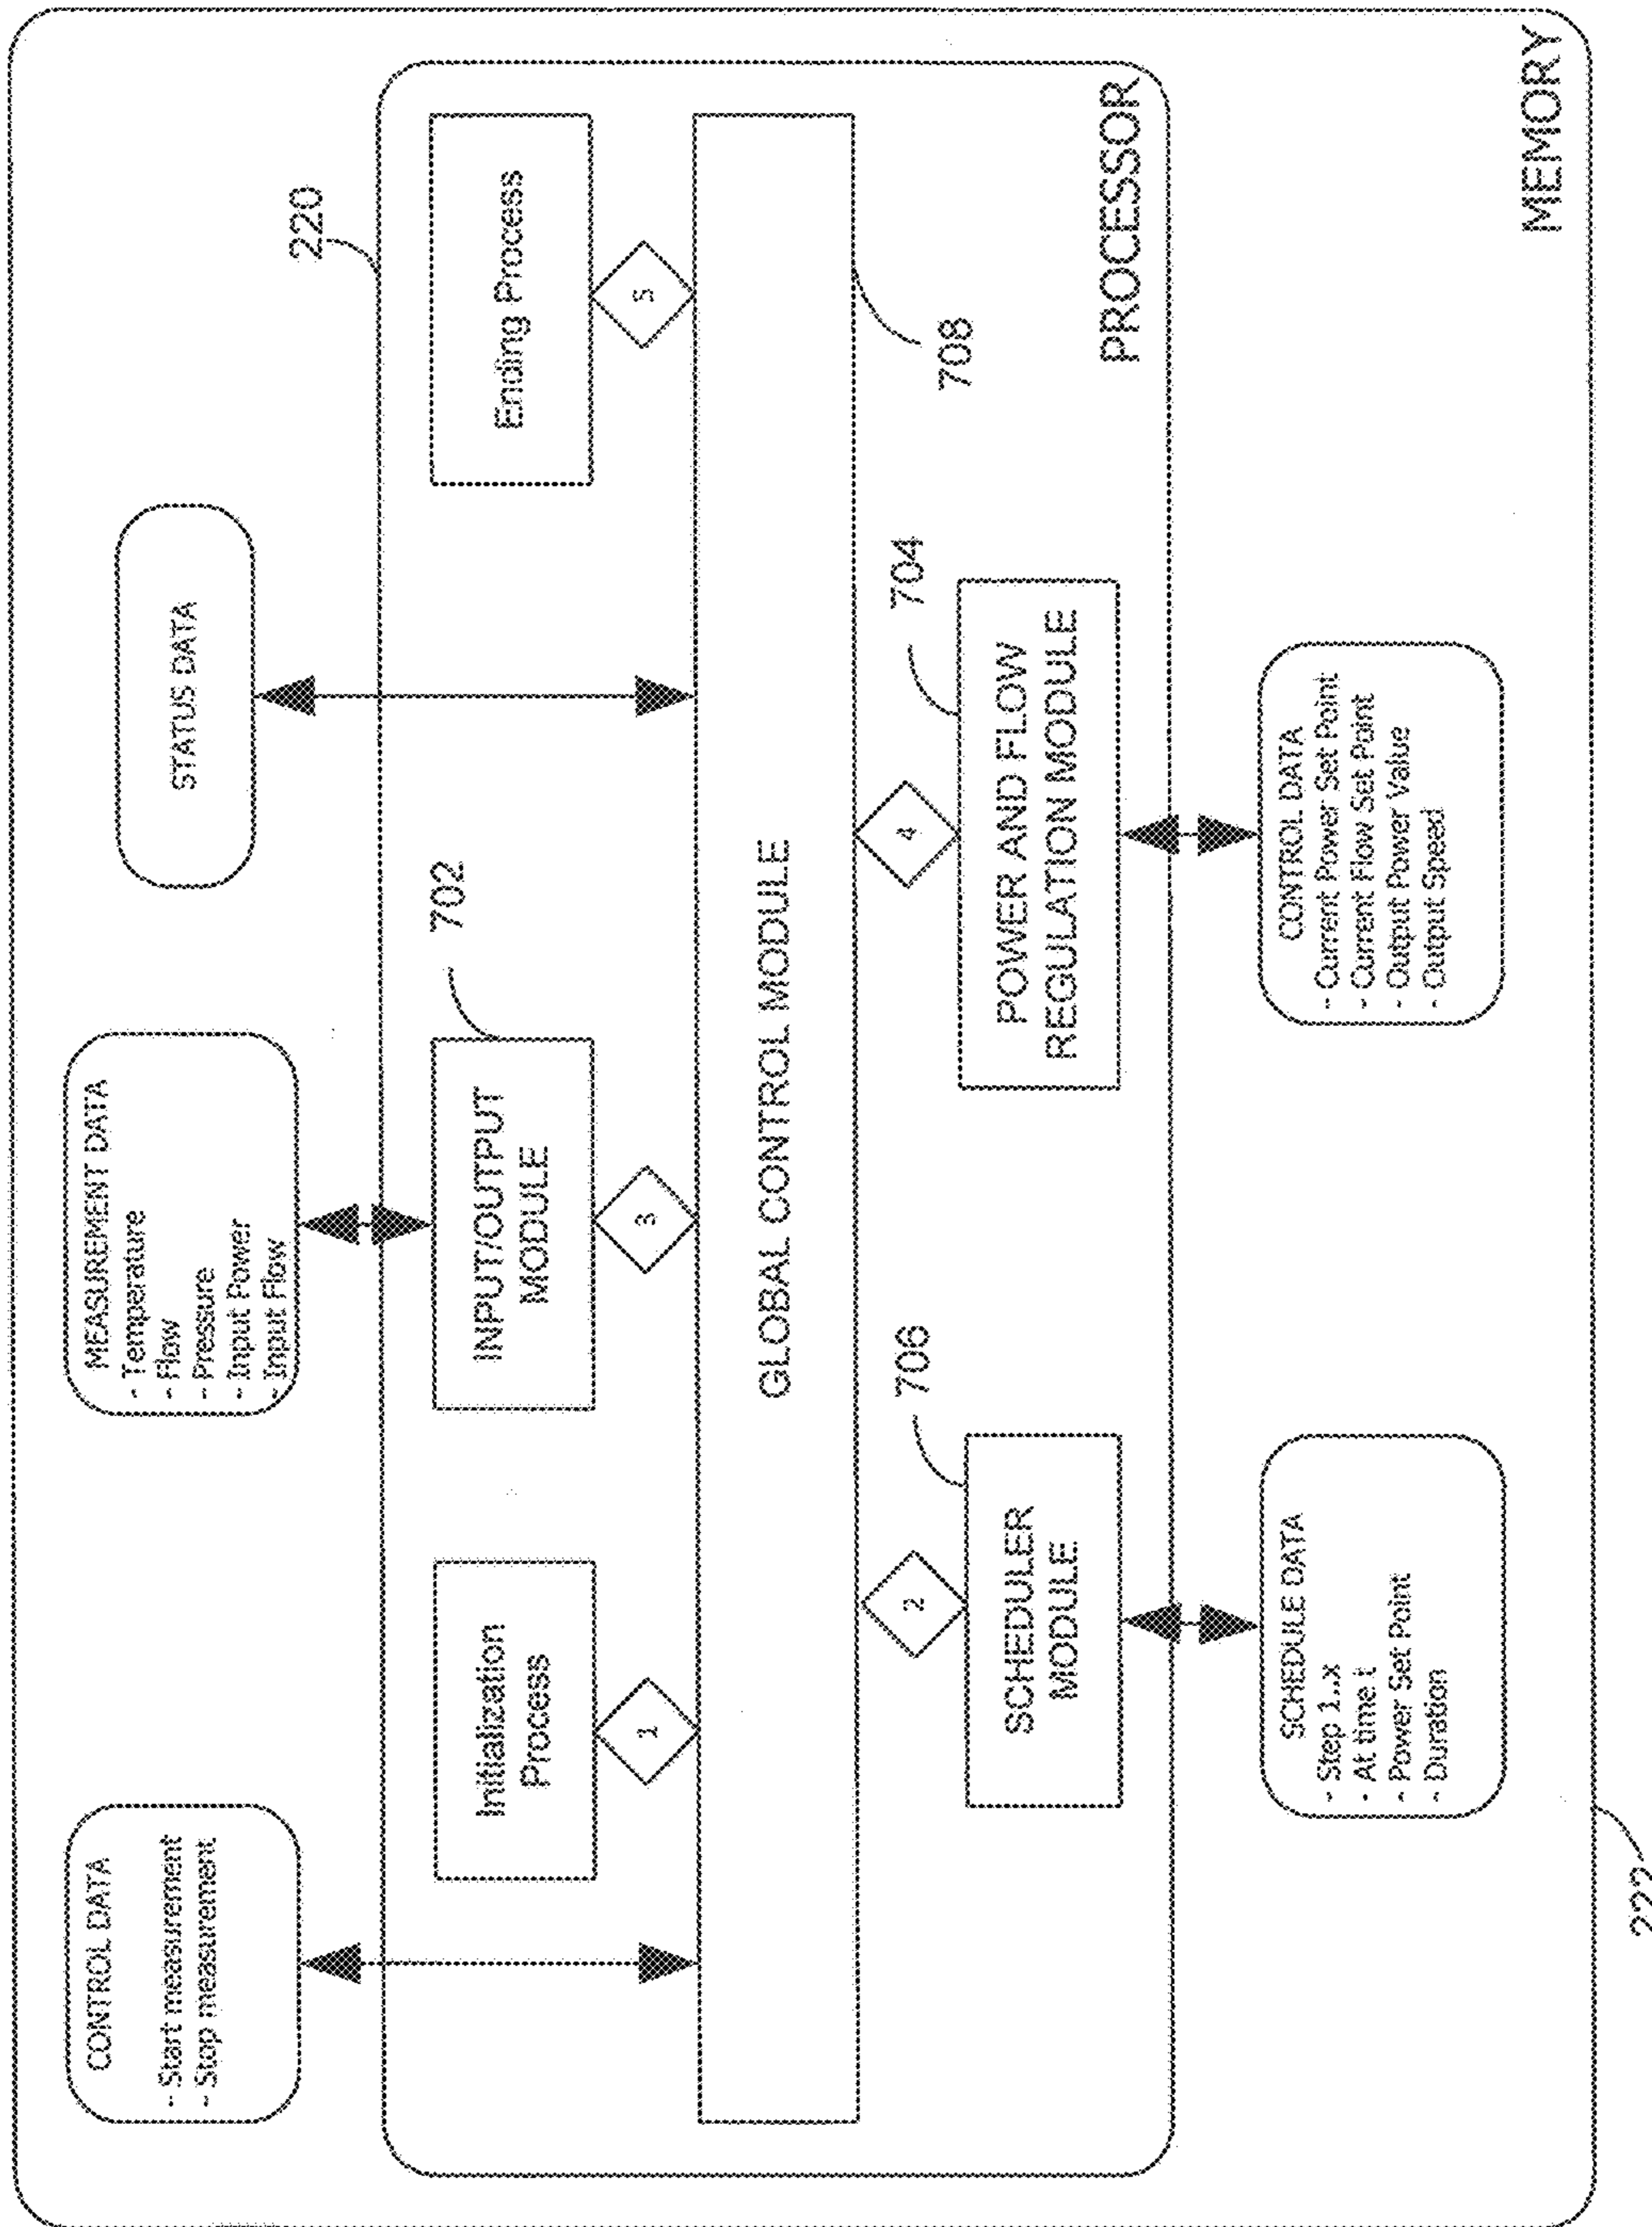 CONTROL DATA
- Start measurement
- Stop measurement
MEASUREMENT DATA
- Temperature
- Flow
- Pressure
- Input Power
- Input Flow
STATUS DATA
220
Initialization
Process
INPUT/OUTPUT
MODULE
702
Ending Process
1
3
5
GLOBAL CONTROL MODULE
708
2
4
706
704
SCHEDULER
MODULE
POWER AND FLOW
REGULATION MODULE
PROCESSOR
SCHEDULE DATA
- Step 1..x
- At time t
- Power Set Point
- Duration
CONTROL DATA
- Current Power Set Point
- Current Flow Set Point
- Output Power Value
- Output Speed
MEMORY
222